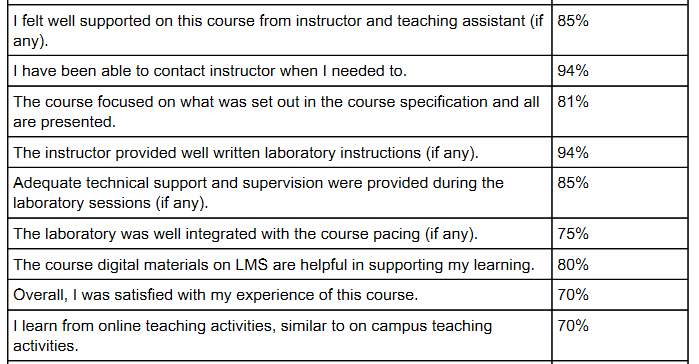 I felt well supported on this course from instructor and teaching assistant (if 85%
any).
I have been able to contact instructor when I needed to. 94%
The course focused on what was set out in the course specification and all 81%
are presented.
The instructor provided well written laboratory instructions (if any). 94%
Adequate technical support and supervision were provided during the 85%
laboratory sessions (if any).
The laboratory was well integrated with the course pacing (if any). 75%
The course digital materials on LMS are helpful in supporting my learning. 80%
Overall, I was satisfied with my experience of this course. 70%
I learn from online teaching activities, similar to on campus teaching 70%
activities.